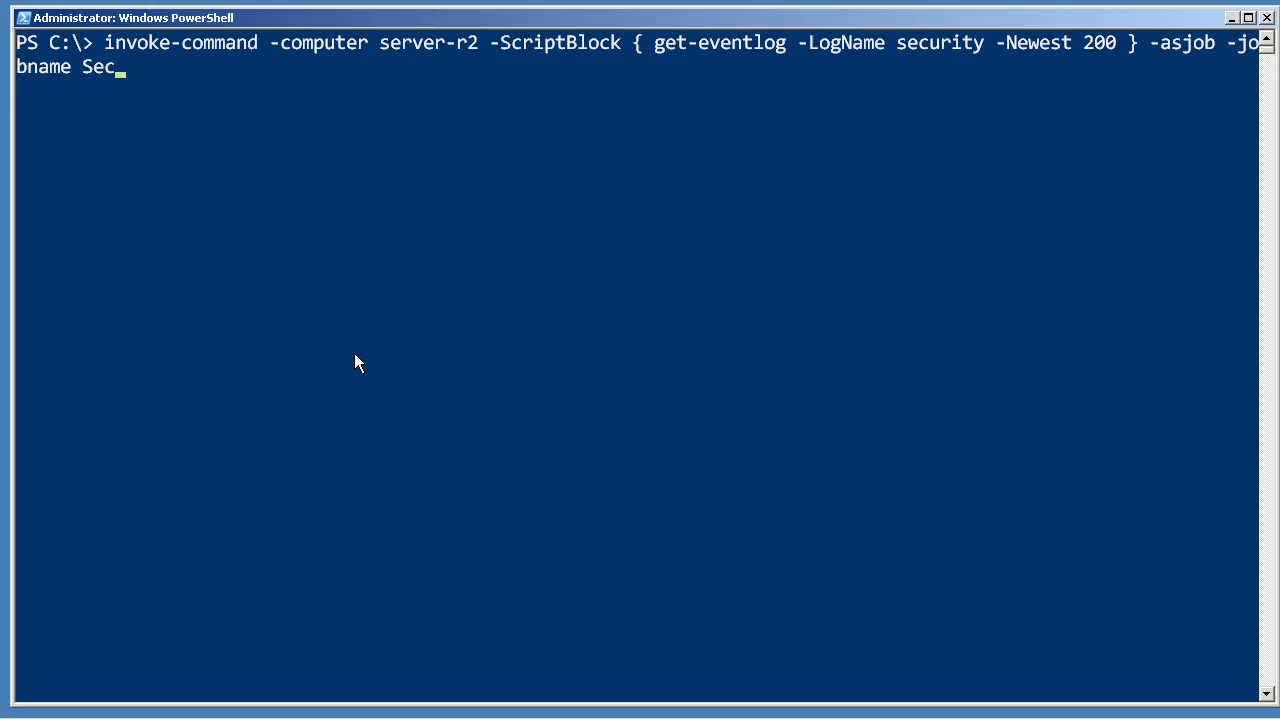 Administrator: Windows PowerShell
PS C:\> invoke-command -computer server-r2 -ScriptBlock { get-eventlog -LogName security -Newest 200 } -asjob -jo
bname Sec